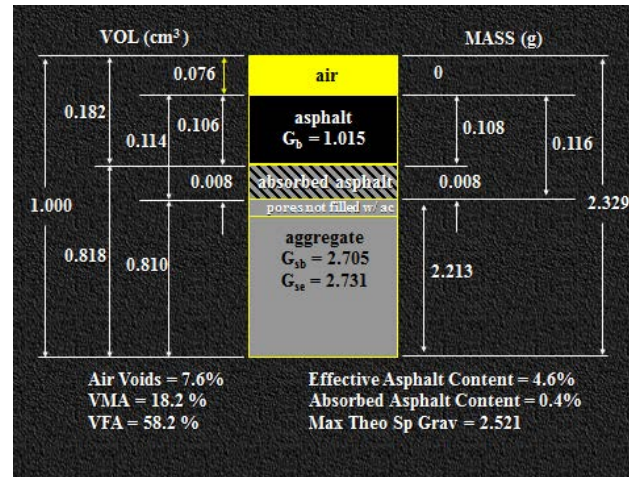 VOL (cm³)
MASS (g)
0.076
air
0
0.182
0.106
asphalt
G_b = 1.015
0.108
0.114
0.116
0.008
absorbed asphalt
0.008
pores not filled w/ ac
1.000
2.329
0.818
0.810
aggregate
G_sb = 2.705
G_se = 2.731
2.213
Air Voids = 7.6%
VMA = 18.2 %
VFA = 58.2 %
Effective Asphalt Content = 4.6%
Absorbed Asphalt Content = 0.4%
Max Theo Sp Grav = 2.521